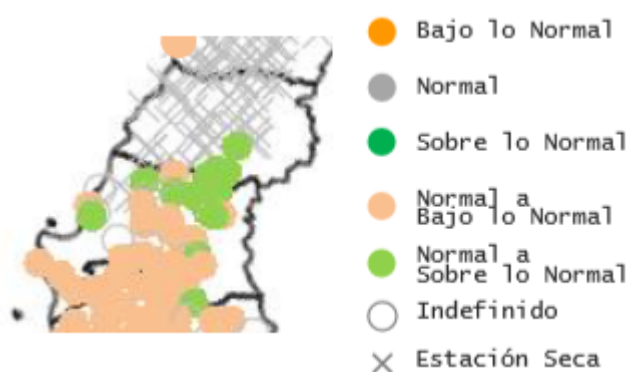 Bajo lo Normal
Normal
Sobre lo Normal
Normal a
Bajo lo Normal
Normal a
Sobre lo Normal
Indefinido
Estación Seca